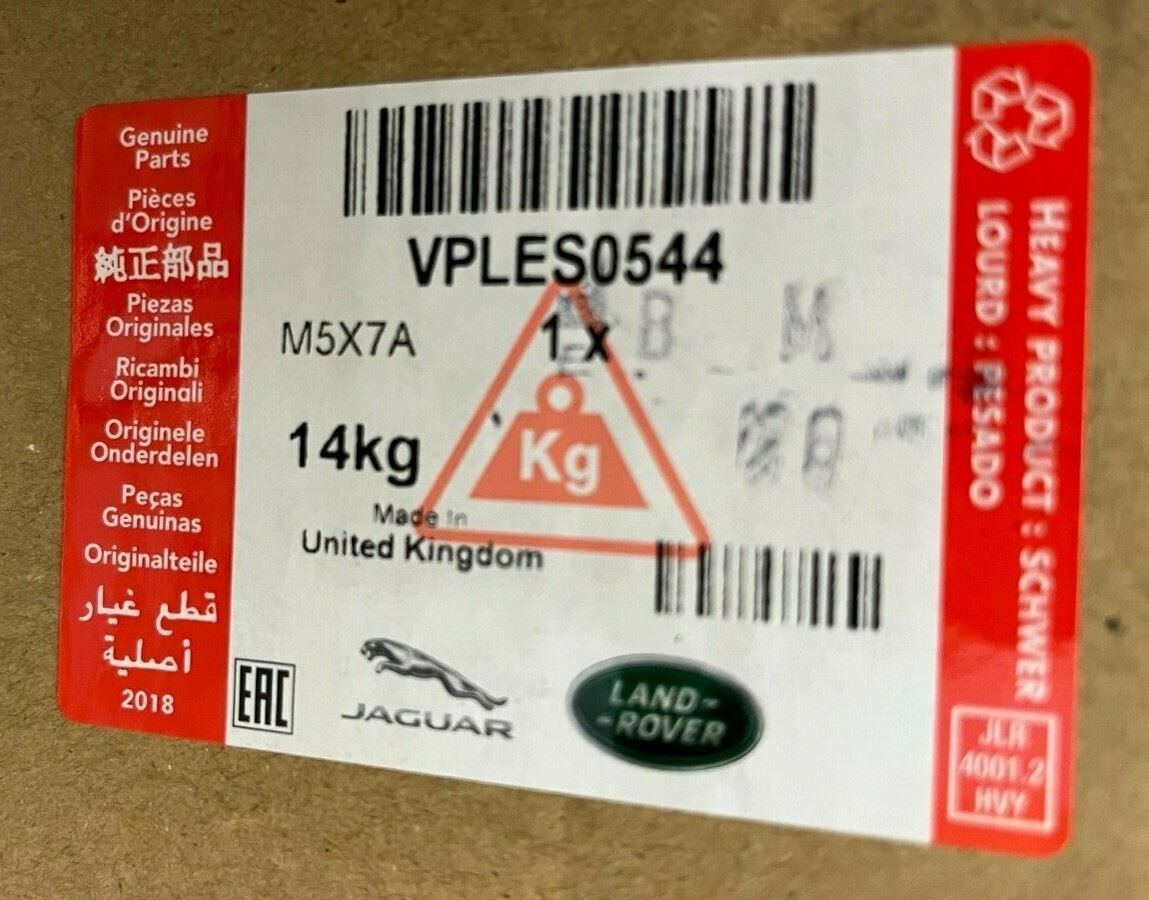 Genuine
Parts
Pièces
d'Origine
純正部品
Piezas
Originales
Ricambi
Originali
Originele
Onderdelen
Peças
Genuinas
Originalteile
قطع غيار
أصلية
2018
VPLES0544
M5X7A
1 x
B M
14kg
Kg
Made In
United Kingdom
EAC
JAGUAR
LAND-
-ROVER
HEAVY PRODUCT : SCHWER
LOURD : PESADO
JLR
4001.2
HVY